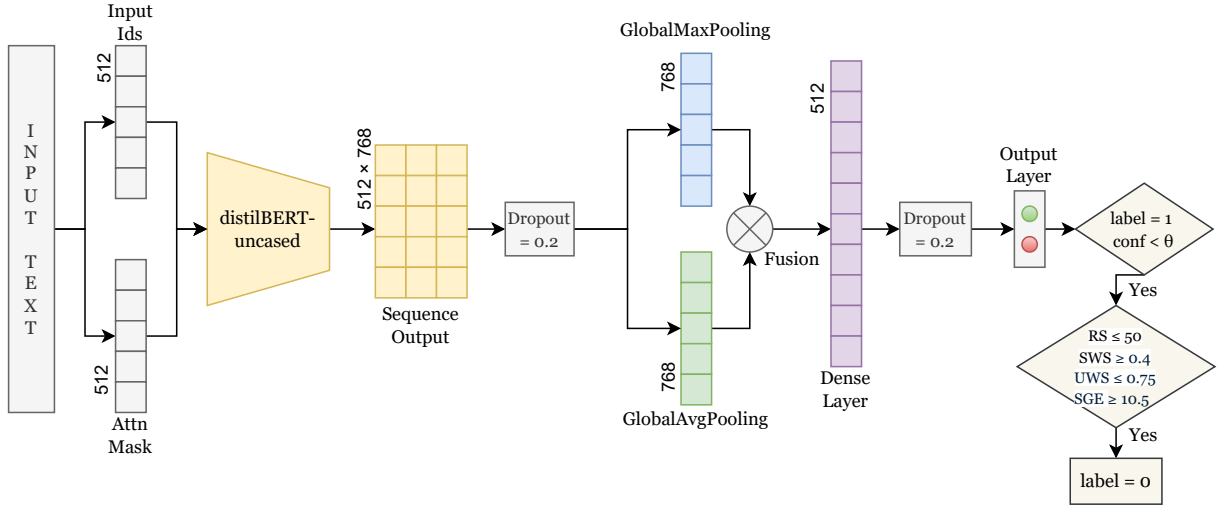 INPUT TEXT
Input
Ids
512
512
Attn
Mask
distilBERT-
uncased
512 × 768
Sequence
Output
Dropout
= 0.2
GlobalMaxPooling
768
768
GlobalAvgPooling
Fusion
512
Dense
Layer
Dropout
= 0.2
Output
Layer
label = 1
conf < θ
Yes
RS ≤ 50
SWS ≥ 0.4
UWS ≤ 0.75
SGE ≥ 10.5
Yes
label = 0